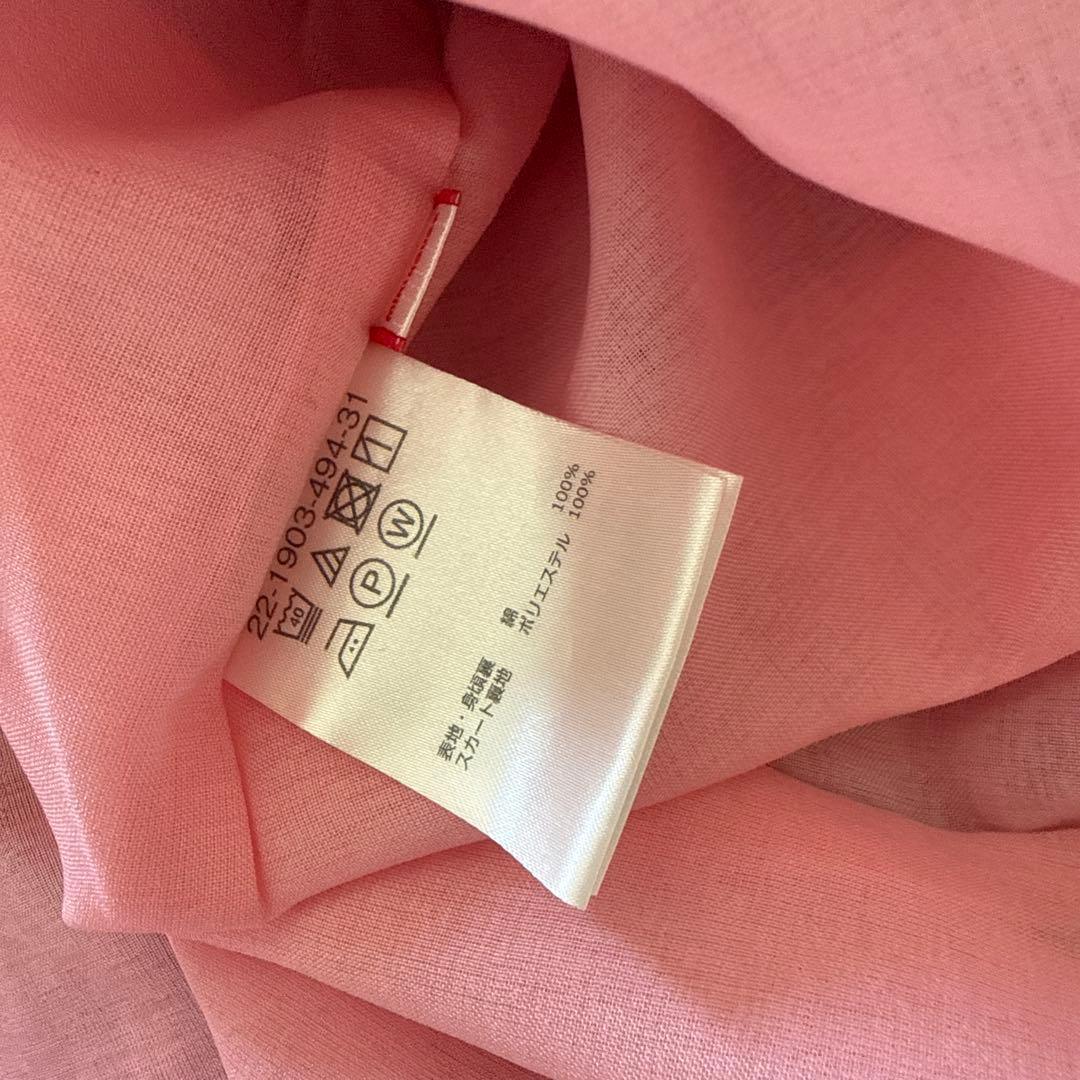 22-1903-494-31
40
P W
表地・身頃裏 綿 100%
スカート裏地 ポリエステル 100%